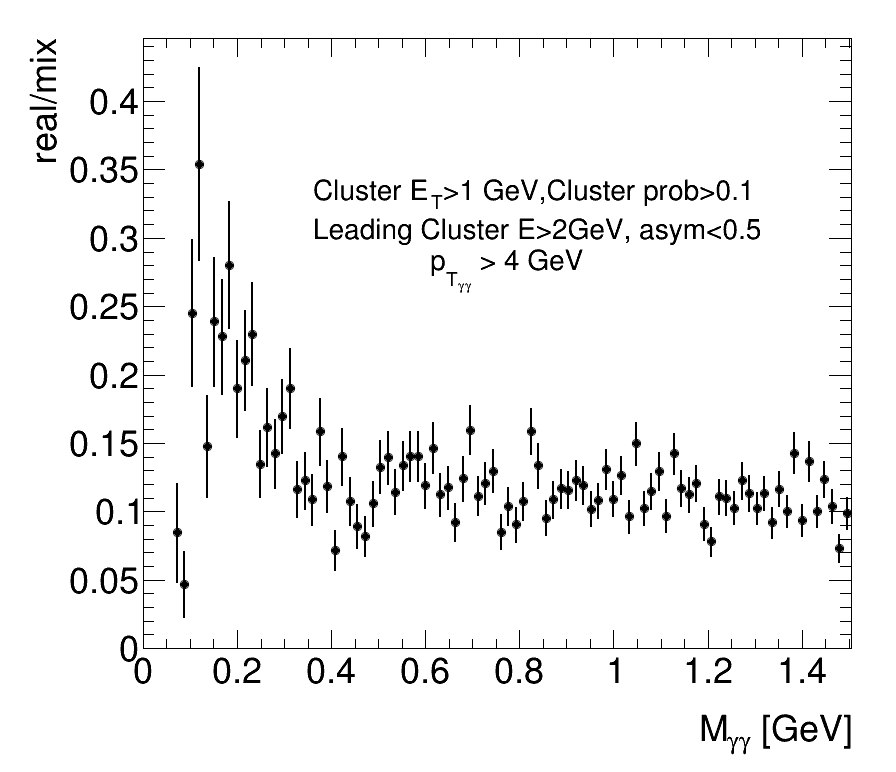 real/mix
0.4
0.35
0.3
0.25
0.2
0.15
0.1
0.05
0
Cluster E_T>1 GeV,Cluster prob>0.1
Leading Cluster E>2GeV, asym<0.5
p_Tγγ > 4 GeV
0 0.2 0.4 0.6 0.8 1 1.2 1.4
M_γγ [GeV]